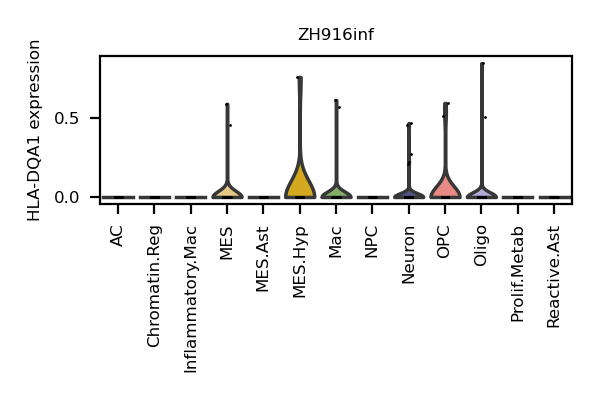 ZH916inf
HLA-DQA1 expression
0.5
0.0
AC
Chromatin.Reg
Inflammatory.Mac
MES
MES.Ast
MES.Hyp
Mac
NPC
Neuron
OPC
Oligo
Prolif.Metab
Reactive.Ast